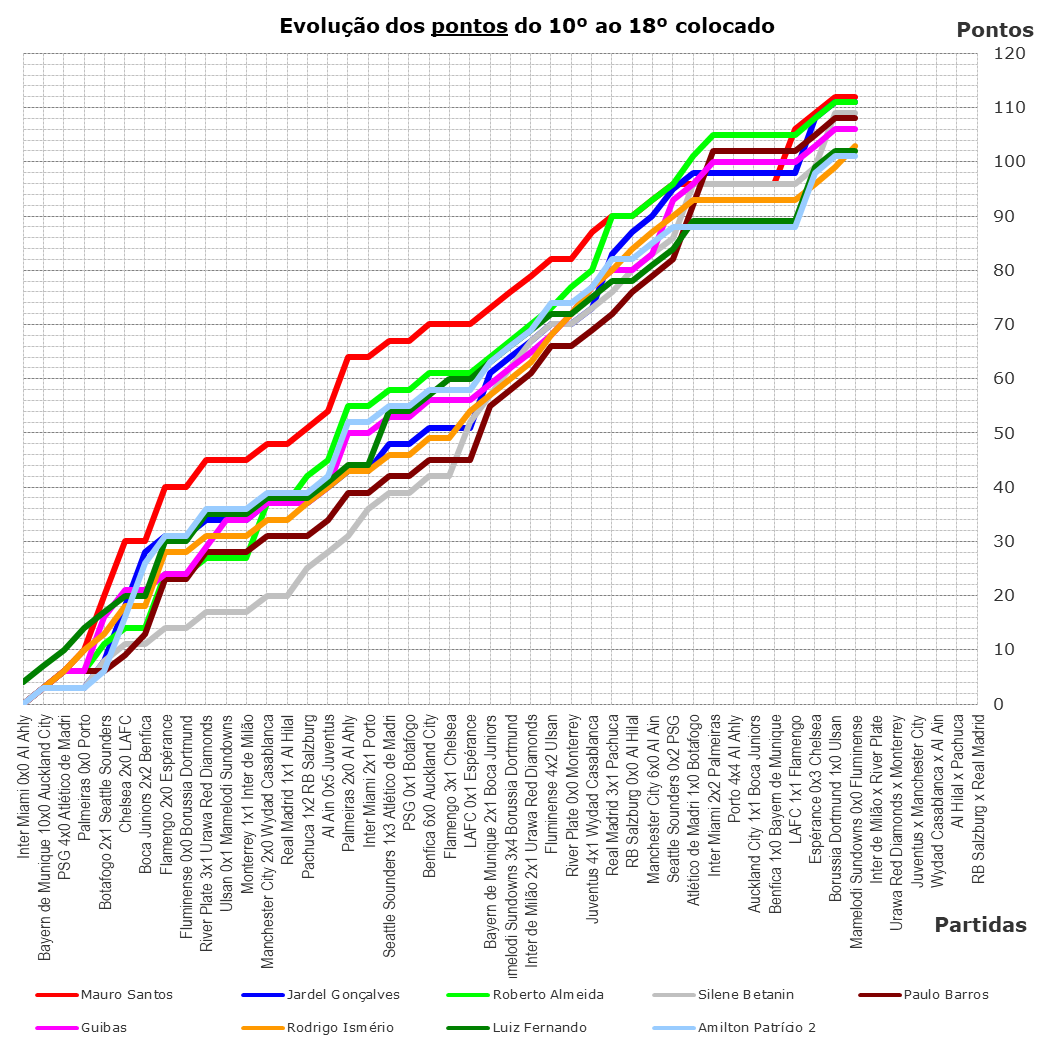 Evolução dos pontos do 10º ao 18º colocado
Pontos
120
110
100
90
80
70
60
50
40
30
20
10
0
Inter Miami 0x0 Al Ahly
Bayern de Munique 10x0 Auckland City
PSG 4x0 Atlético de Madri
Palmeiras 0x0 Porto
Botafogo 2x1 Seattle Sounders
Chelsea 2x0 LAFC
Boca Juniors 2x2 Benfica
Flamengo 2x0 Espérance
Fluminense 0x0 Borussia Dortmund
River Plate 3x1 Urawa Red Diamonds
Ulsan 0x1 Mamelodi Sundowns
Monterrey 1x1 Inter de Milão
Manchester City 2x0 Wydad Casablanca
Real Madrid 1x1 Al Hilal
Pachuca 1x2 RB Salzburg
Al Ain 0x5 Juventus
Palmeiras 2x0 Al Ahly
Inter Miami 2x1 Porto
Seattle Sounders 1x3 Atlético de Madri
PSG 0x1 Botafogo
Benfica 6x0 Auckland City
Flamengo 3x1 Chelsea
LAFC 0x1 Espérance
Bayern de Munique 2x1 Boca Juniors
melodi Sundowns 3x4 Borussia Dortmund
Inter de Milão 2x1 Urawa Red Diamonds
Fluminense 4x2 Ulsan
River Plate 0x0 Monterrey
Juventus 4x1 Wydad Casablanca
Real Madrid 3x1 Pachuca
RB Salzburg 0x0 Al Hilal
Manchester City 6x0 Al Ain
Seattle Sounders 0x2 PSG
Atlético de Madri 1x0 Botafogo
Inter Miami 2x2 Palmeiras
Porto 4x4 Al Ahly
Auckland City 1x1 Boca Juniors
Benfica 1x0 Bayern de Munique
LAFC 1x1 Flamengo
Espérance 0x3 Chelsea
Borussia Dortmund 1x0 Ulsan
Mamelodi Sundowns 0x0 Fluminense
Inter de Milão x River Plate
Urawa Red Diamonds x Monterrey
Juventus x Manchester City
Wydad Casablanca x Al Ain
Al Hilal x Pachuca
RB Salzburg x Real Madrid
Partidas
Mauro Santos
Jardel Gonçalves
Roberto Almeida
Silene Betanin
Paulo Barros
Guibas
Rodrigo Ismério
Luiz Fernando
Amilton Patrício 2